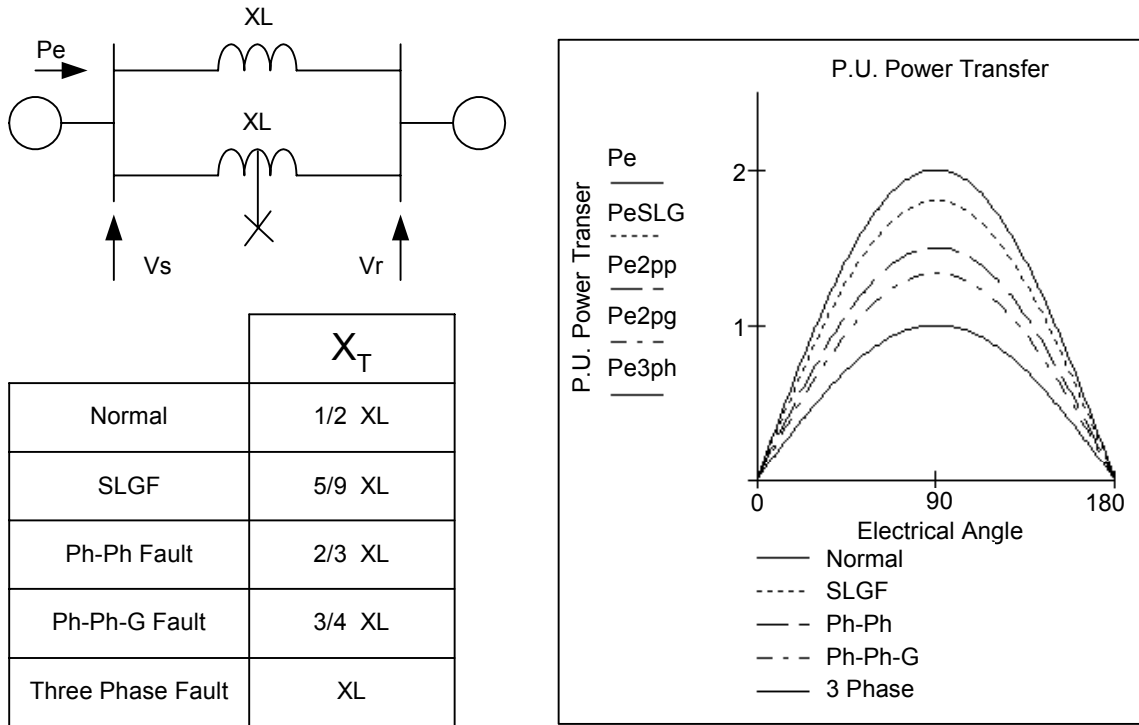 XL
Pe
XL
Vs
Vr
X_T
Normal 1/2 XL
SLGF 5/9 XL
Ph-Ph Fault 2/3 XL
Ph-Ph-G Fault 3/4 XL
Three Phase Fault XL
P.U. Power Transfer
P.U. Power Transer
Pe
PeSLG
Pe2pp
Pe2pg
Pe3ph
2
1
0 90 180
Electrical Angle
Normal
SLGF
Ph-Ph
Ph-Ph-G
3 Phase